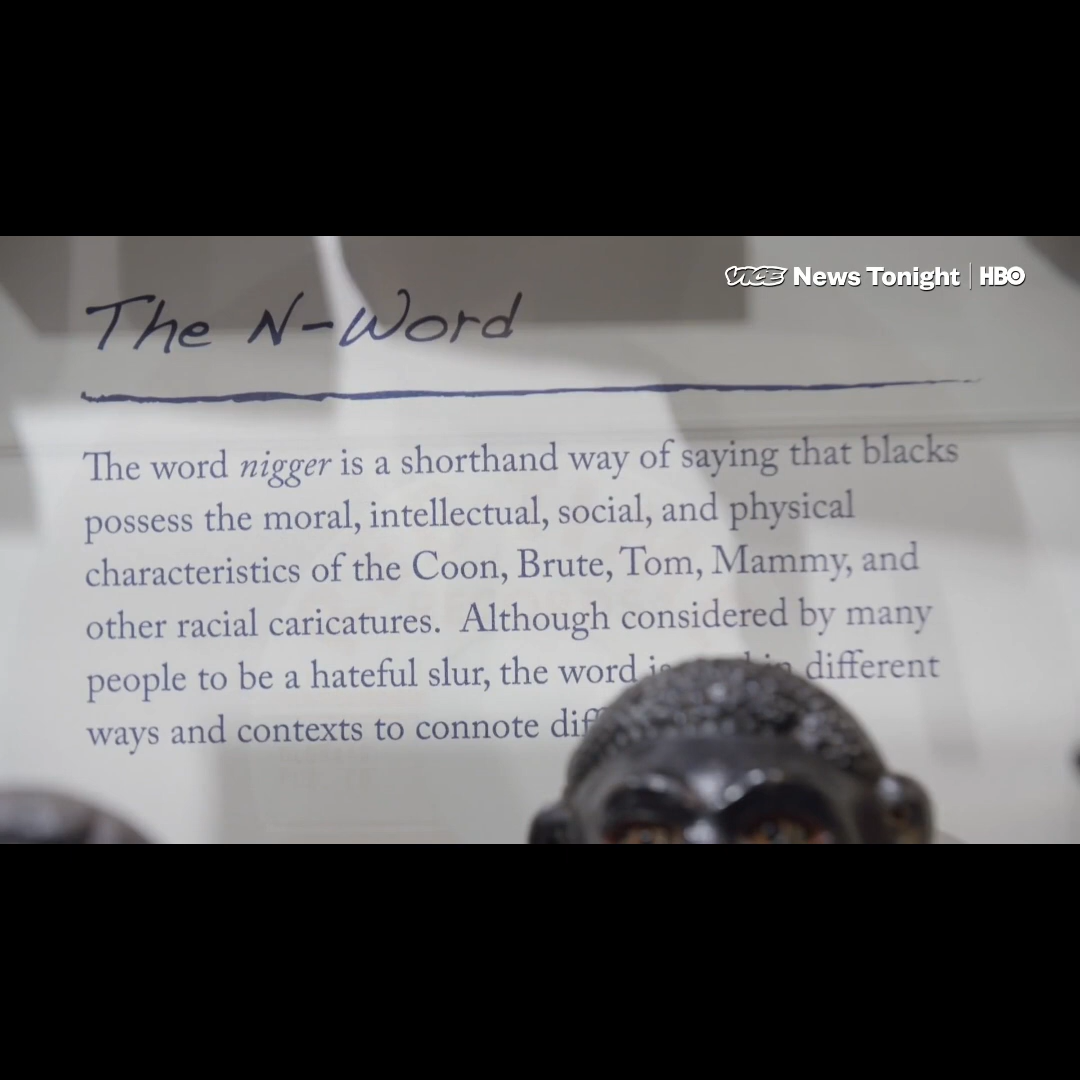 VICE News Tonight | HBO
The N-Word
The word nigger is a shorthand way of saying that blacks
possess the moral, intellectual, social, and physical
characteristics of the Coon, Brute, Tom, Mammy, and
other racial caricatures. Although considered by many
people to be a hateful slur, the word different
ways and contexts to connote